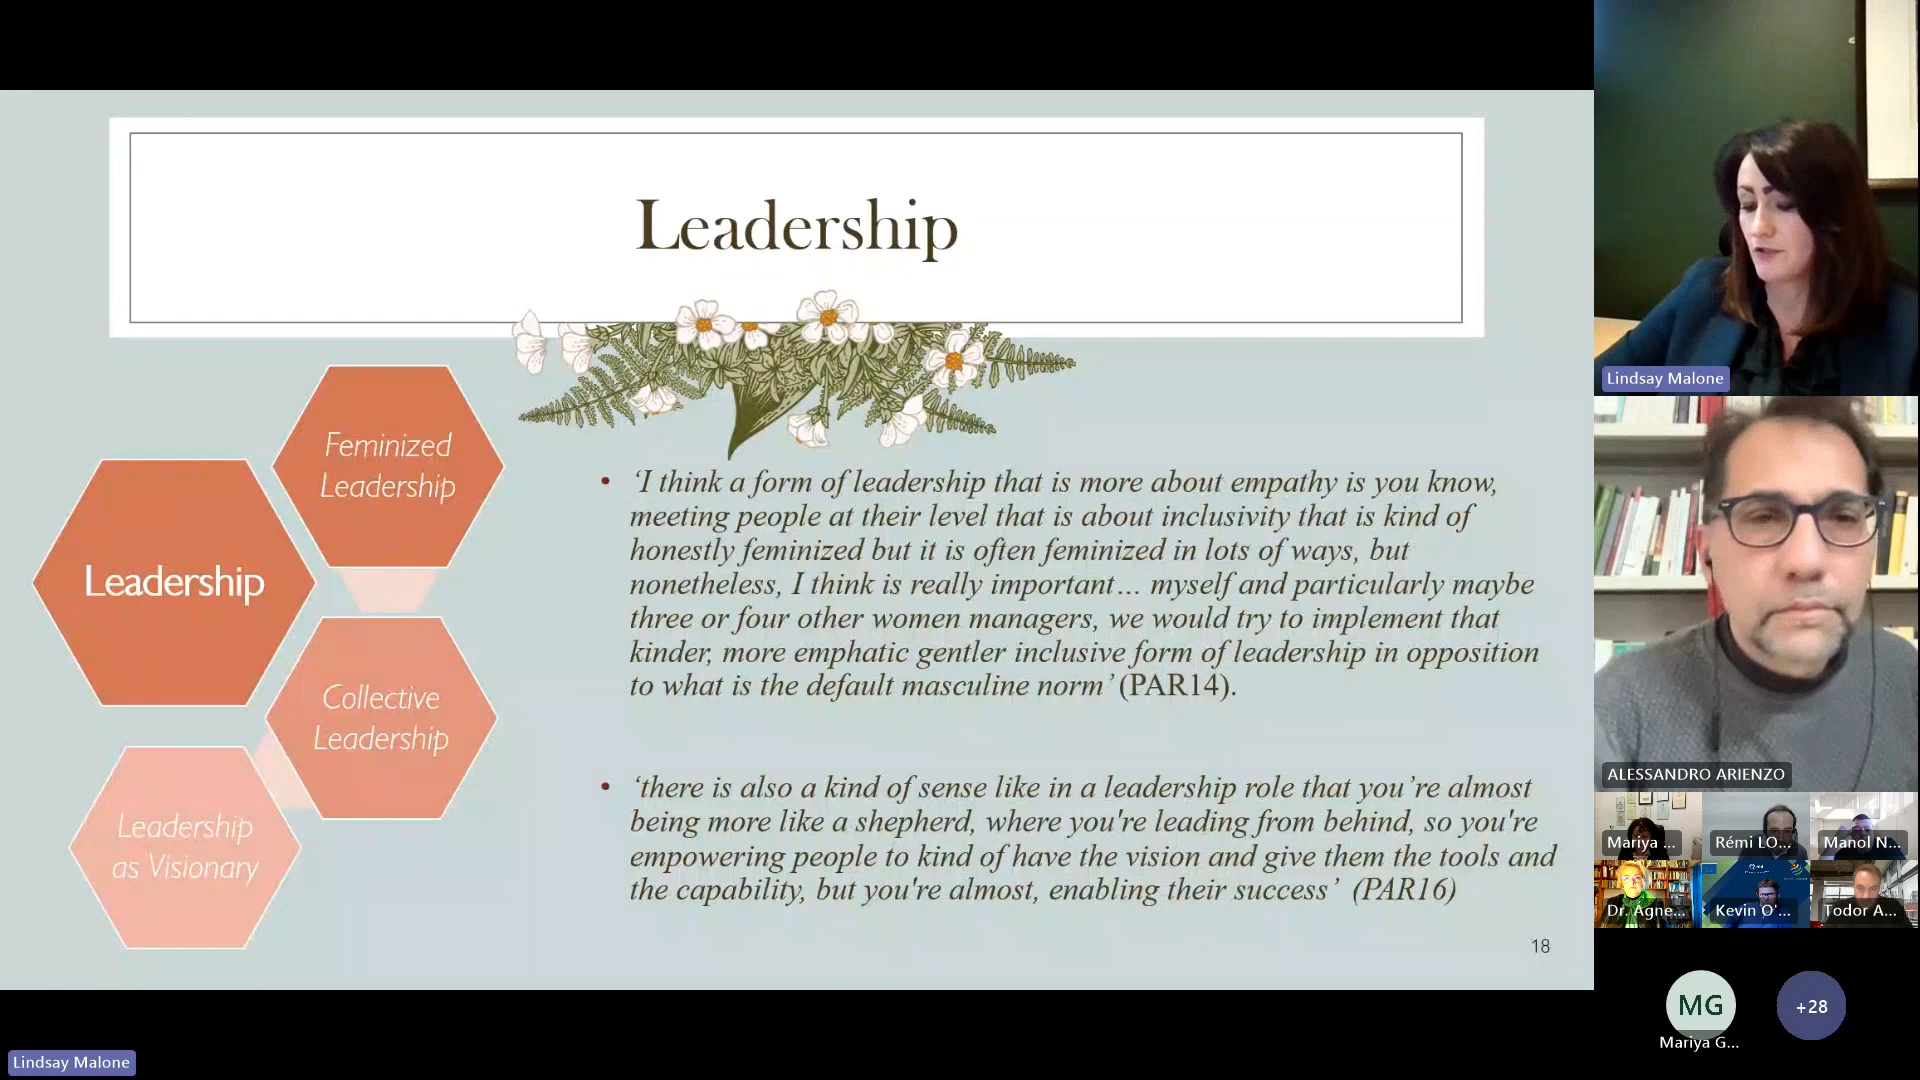 Leadership
Feminized
Leadership
Leadership
Collective
Leadership
Leadership
as Visionary
• ‘I think a form of leadership that is more about empathy is you know,
meeting people at their level that is about inclusivity that is kind of
honestly feminized but it is often feminized in lots of ways, but
nonetheless, I think is really important… myself and particularly maybe
three or four other women managers, we would try to implement that
kinder, more emphatic gentler inclusive form of leadership in opposition
to what is the default masculine norm’ (PAR14).
• ‘there is also a kind of sense like in a leadership role that you’re almost
being more like a shepherd, where you're leading from behind, so you're
empowering people to kind of have the vision and give them the tools and
the capability, but you're almost, enabling their success’ (PAR16)
18
Lindsay Malone
Lindsay Malone
ALESSANDRO ARIENZO
Mariya ...
Rémi LO...
Manol N...
Dr. Ágne...
Kevin O'...
Todor A...
MG
Mariya G...
+28